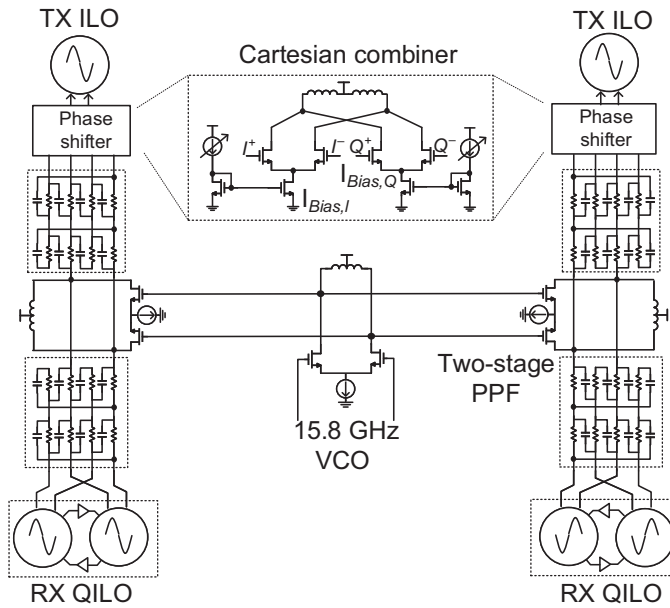 TX ILO
TX ILO
Cartesian combiner
Phase
shifter
Phase
shifter
I+
I−
Q+
Q−
IBias,Q
IBias,I
Two-stage
PPF
15.8 GHz
VCO
RX QILO
RX QILO